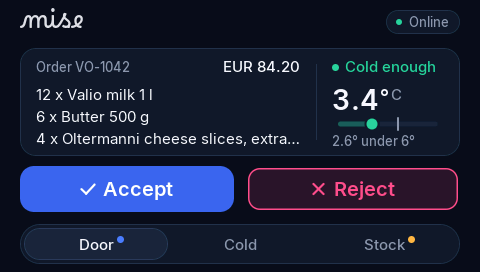 mise
Online
Order VO-1042
EUR 84.20
12 x Valio milk 1 l
6 x Butter 500 g
4 x Oltermanni cheese slices, extra...
Cold enough
3.4°C
2.6° under 6°
Accept
Reject
Door
Cold
Stock